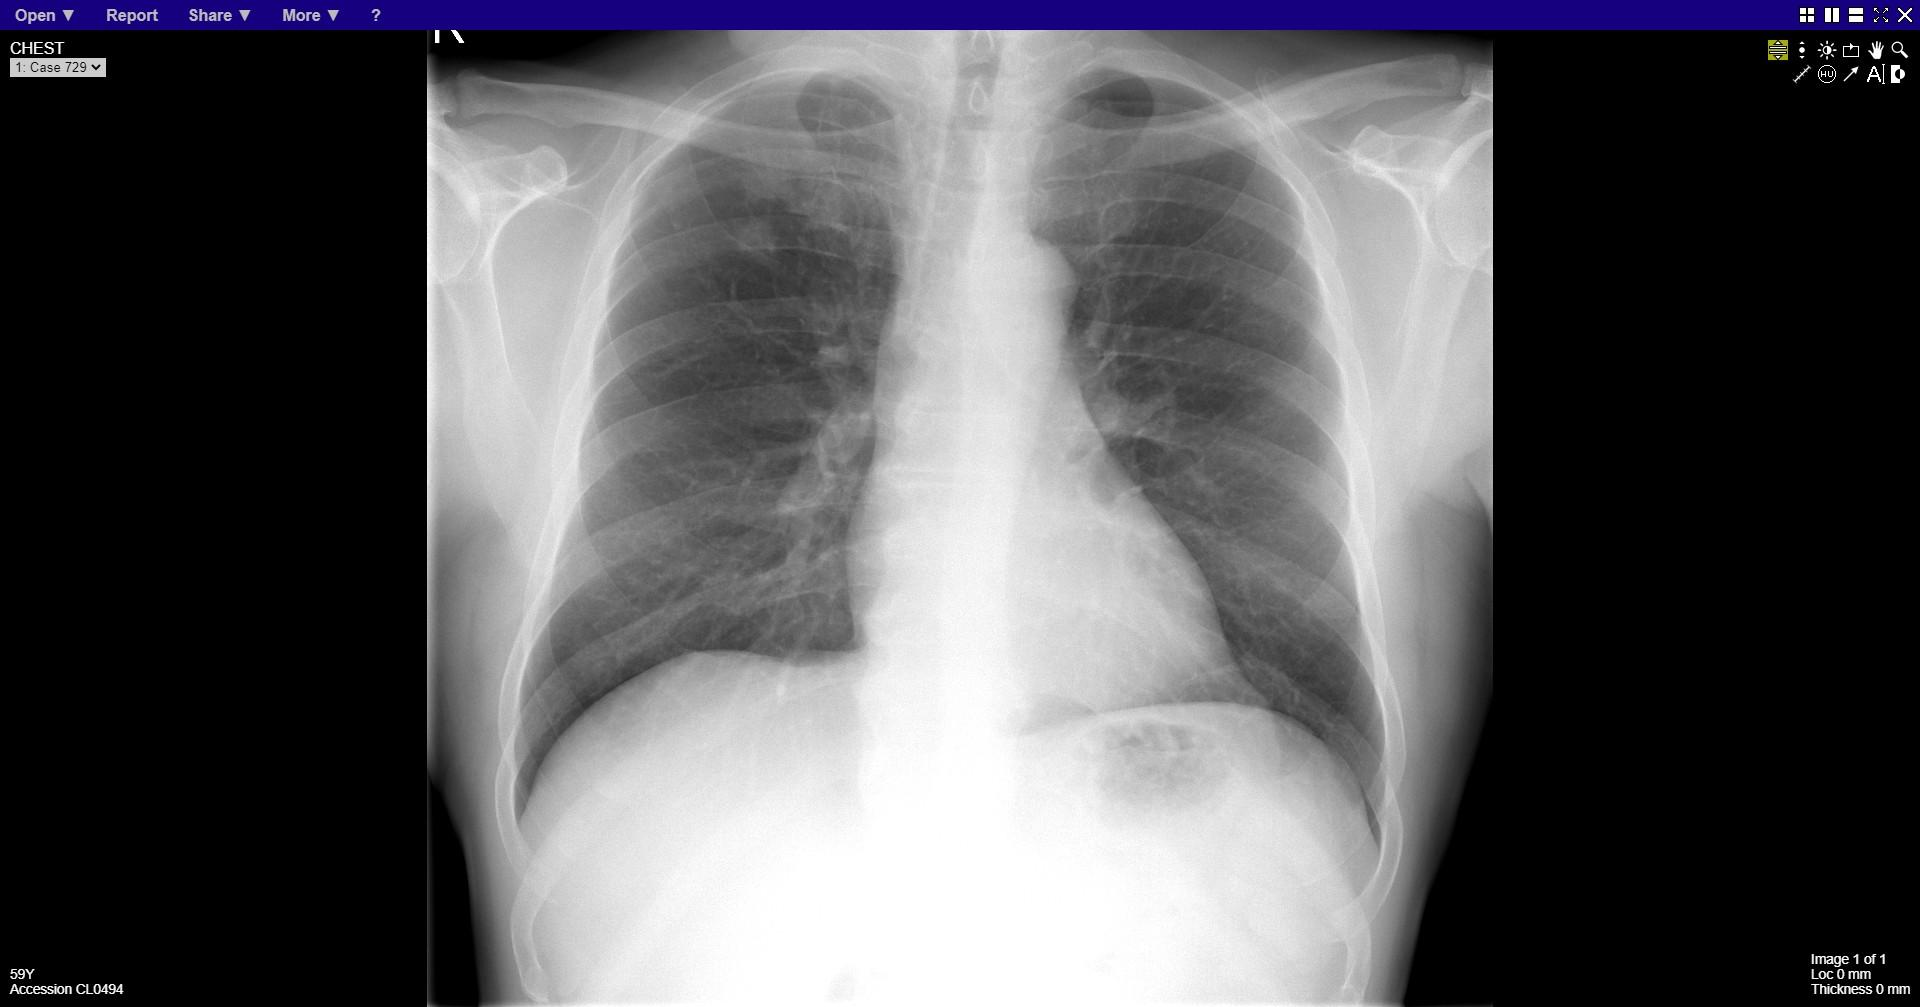 Open ▼ Report Share ▼ More ▼ ?
CHEST
1: Case 729
R
HU
A
59Y
Accession CL0494
Image 1 of 1
Loc 0 mm
Thickness 0 mm